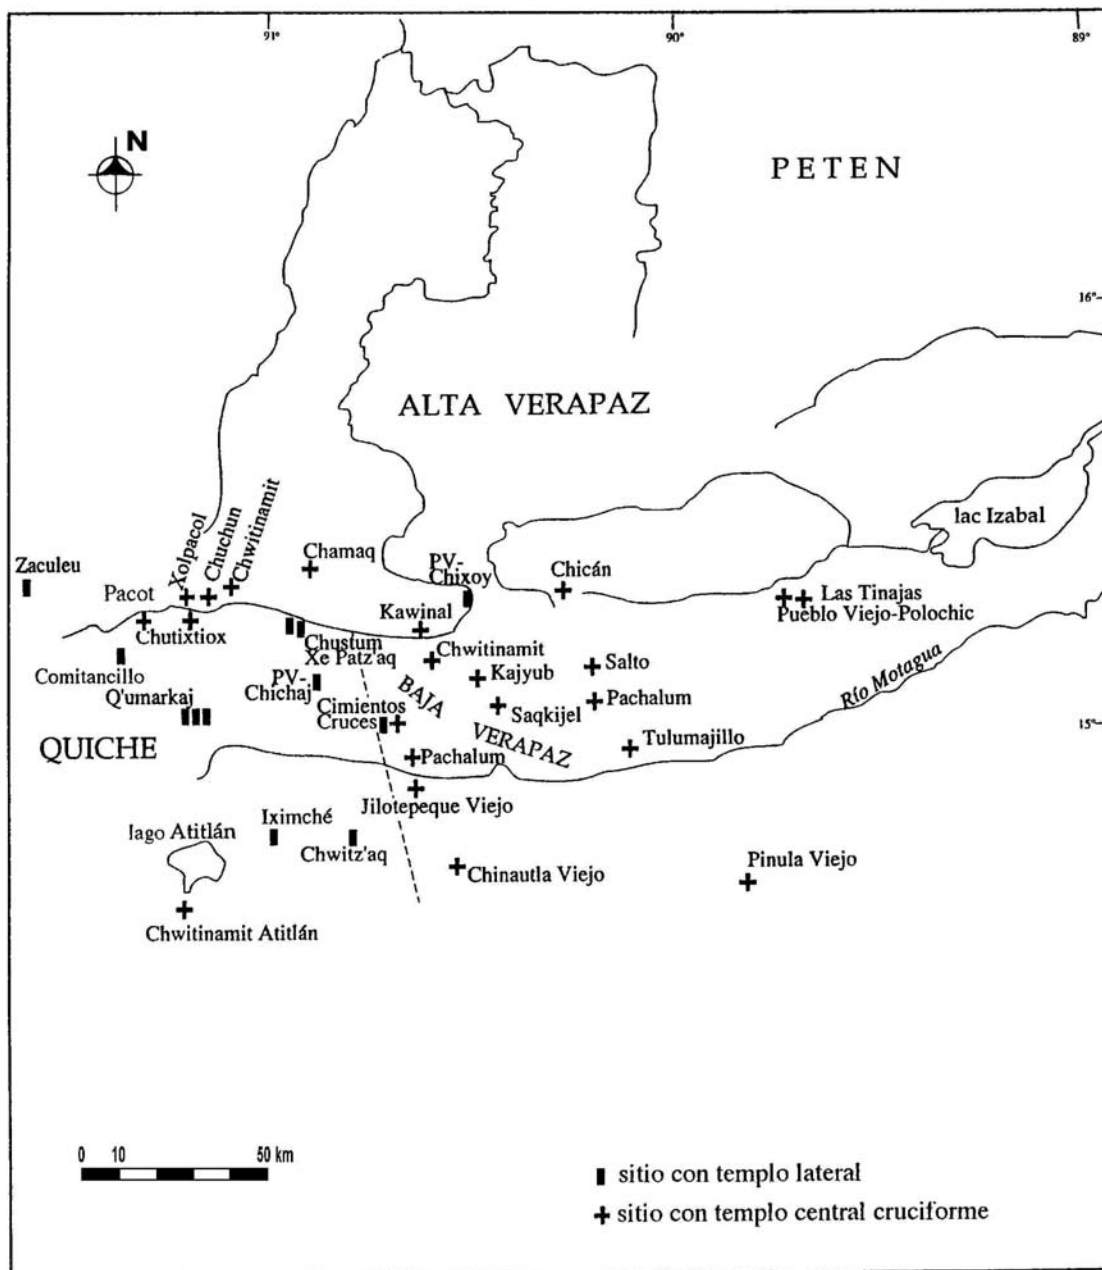 91°
90°
89°
N
PETEN
16°
ALTA VERAPAZ
Xolpacol
Chuchun
Chwitinamit
lac Izabal
Chamaq
PV-
Chixoy
Chicán
Zaculeu
Pacot
Las Tinajas
Pueblo Viejo-Polochic
Kawinal
Chutixtiox
Chustum
Xe Patz'aq
Chwitinamit
Comitancillo
PV-
Chichaj
Kajyub
Salto
Río Motagua
Q'umarkaj
Cimientos
Cruces
BAJA
VERAPAZ
Saqkijel
Pachalum
15°
QUICHE
Pachalum
Tulumajillo
Jilotepeque Viejo
Iximché
lago Atitlán
Chwitz'aq
Chinautla Viejo
Pinula Viejo
Chwitinamit Atitlán
0 10 50 km
sitio con templo lateral
sitio con templo central cruciforme